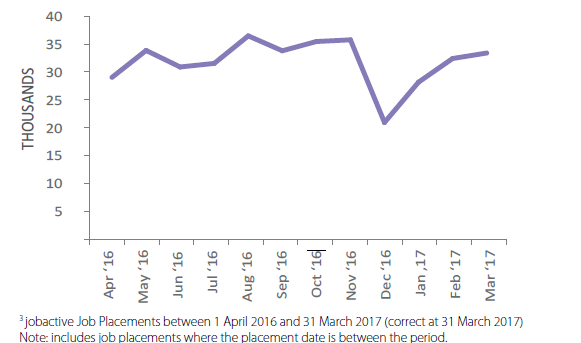 40
35
30
25
20
15
10
5
THOUSANDS
Apr ‘16
May ‘16
Jun ‘16
Jul ‘16
Aug ‘16
Sep ‘16
Oct ‘16
Nov ‘16
Dec ‘16
Jan ,17
Feb ‘17
Mar ‘17
³ jobactive Job Placements between 1 April 2016 and 31 March 2017 (correct at 31 March 2017)
Note: includes job placements where the placement date is between the period.